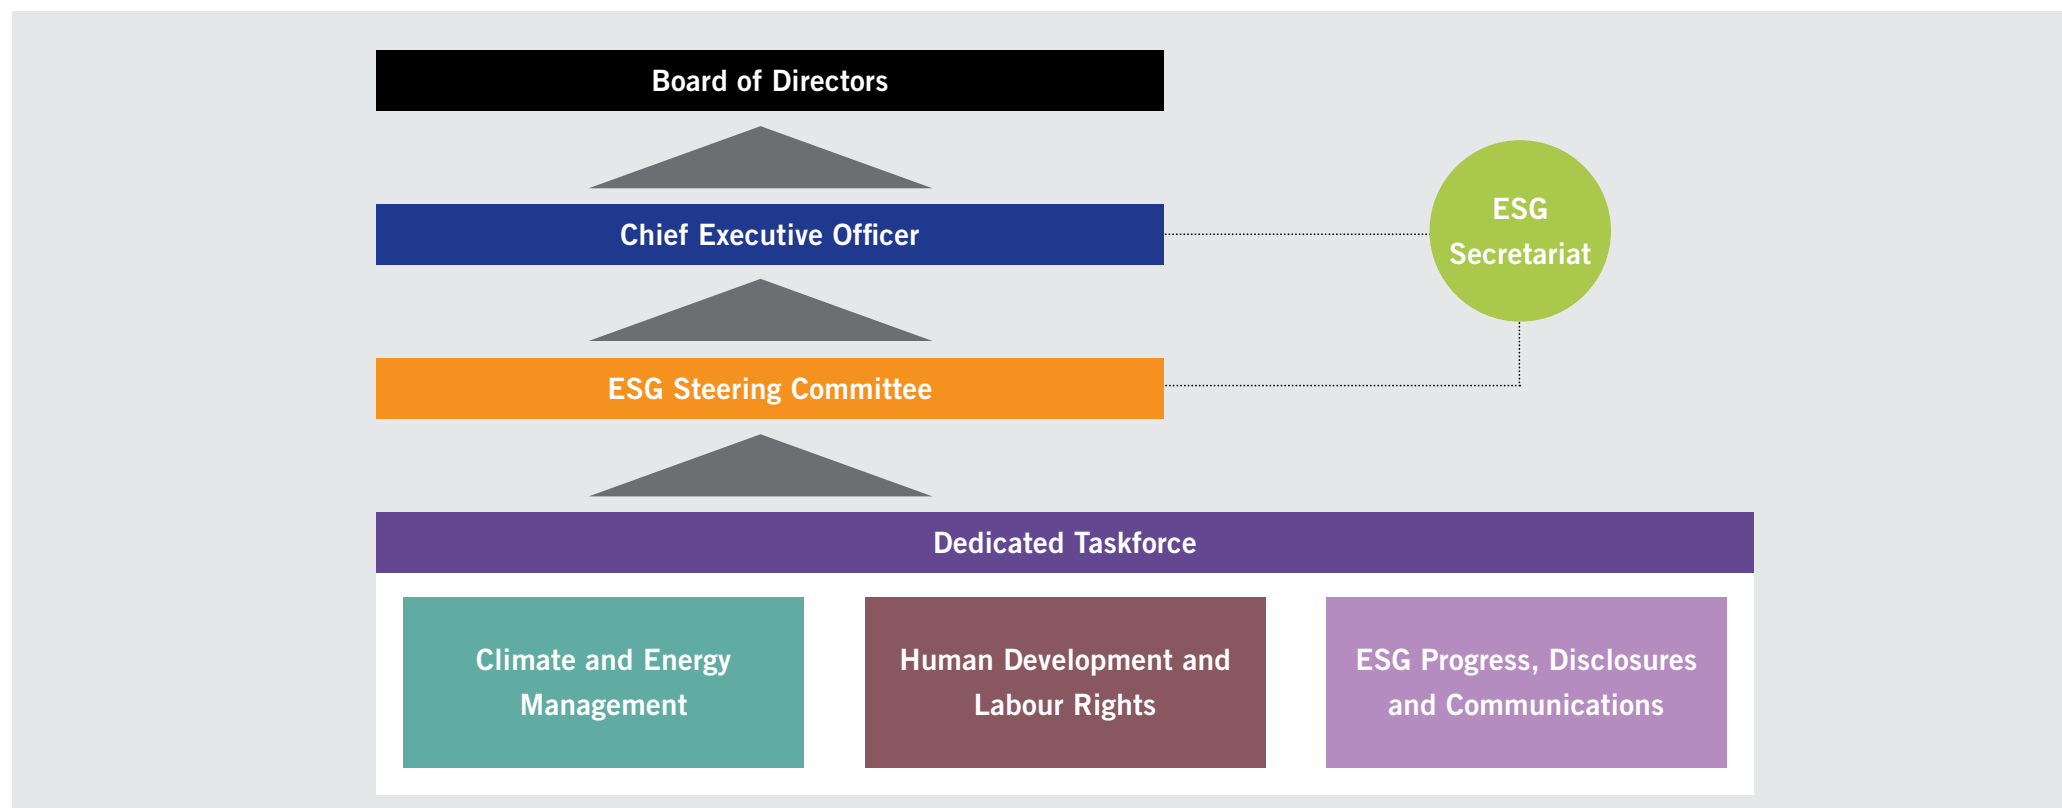 Board of Directors
Chief Executive Officer
ESG
Secretariat
ESG Steering Committee
Dedicated Taskforce
Climate and Energy
Management
Human Development and
Labour Rights
ESG Progress, Disclosures
and Communications